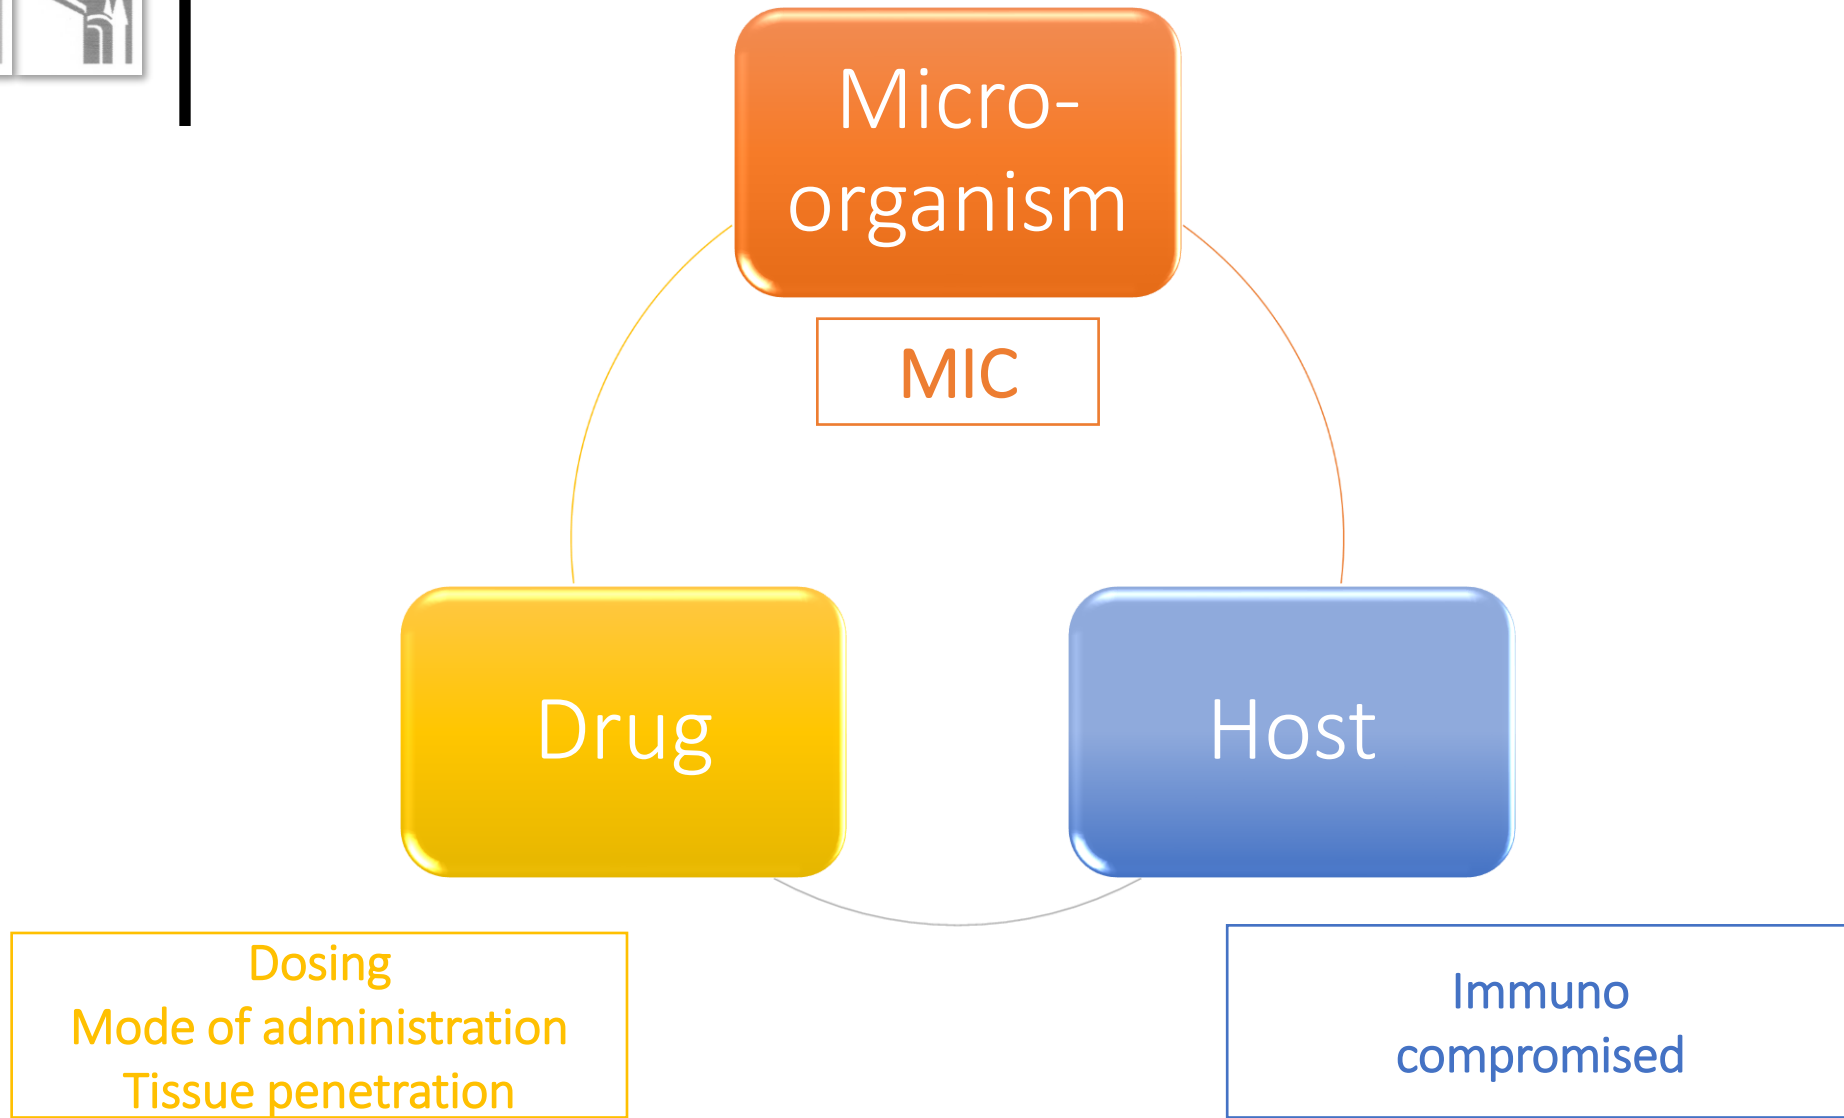 Micro-
organism
MIC
Drug
Host
Dosing
Mode of administration
Tissue penetration
Immuno
compromised